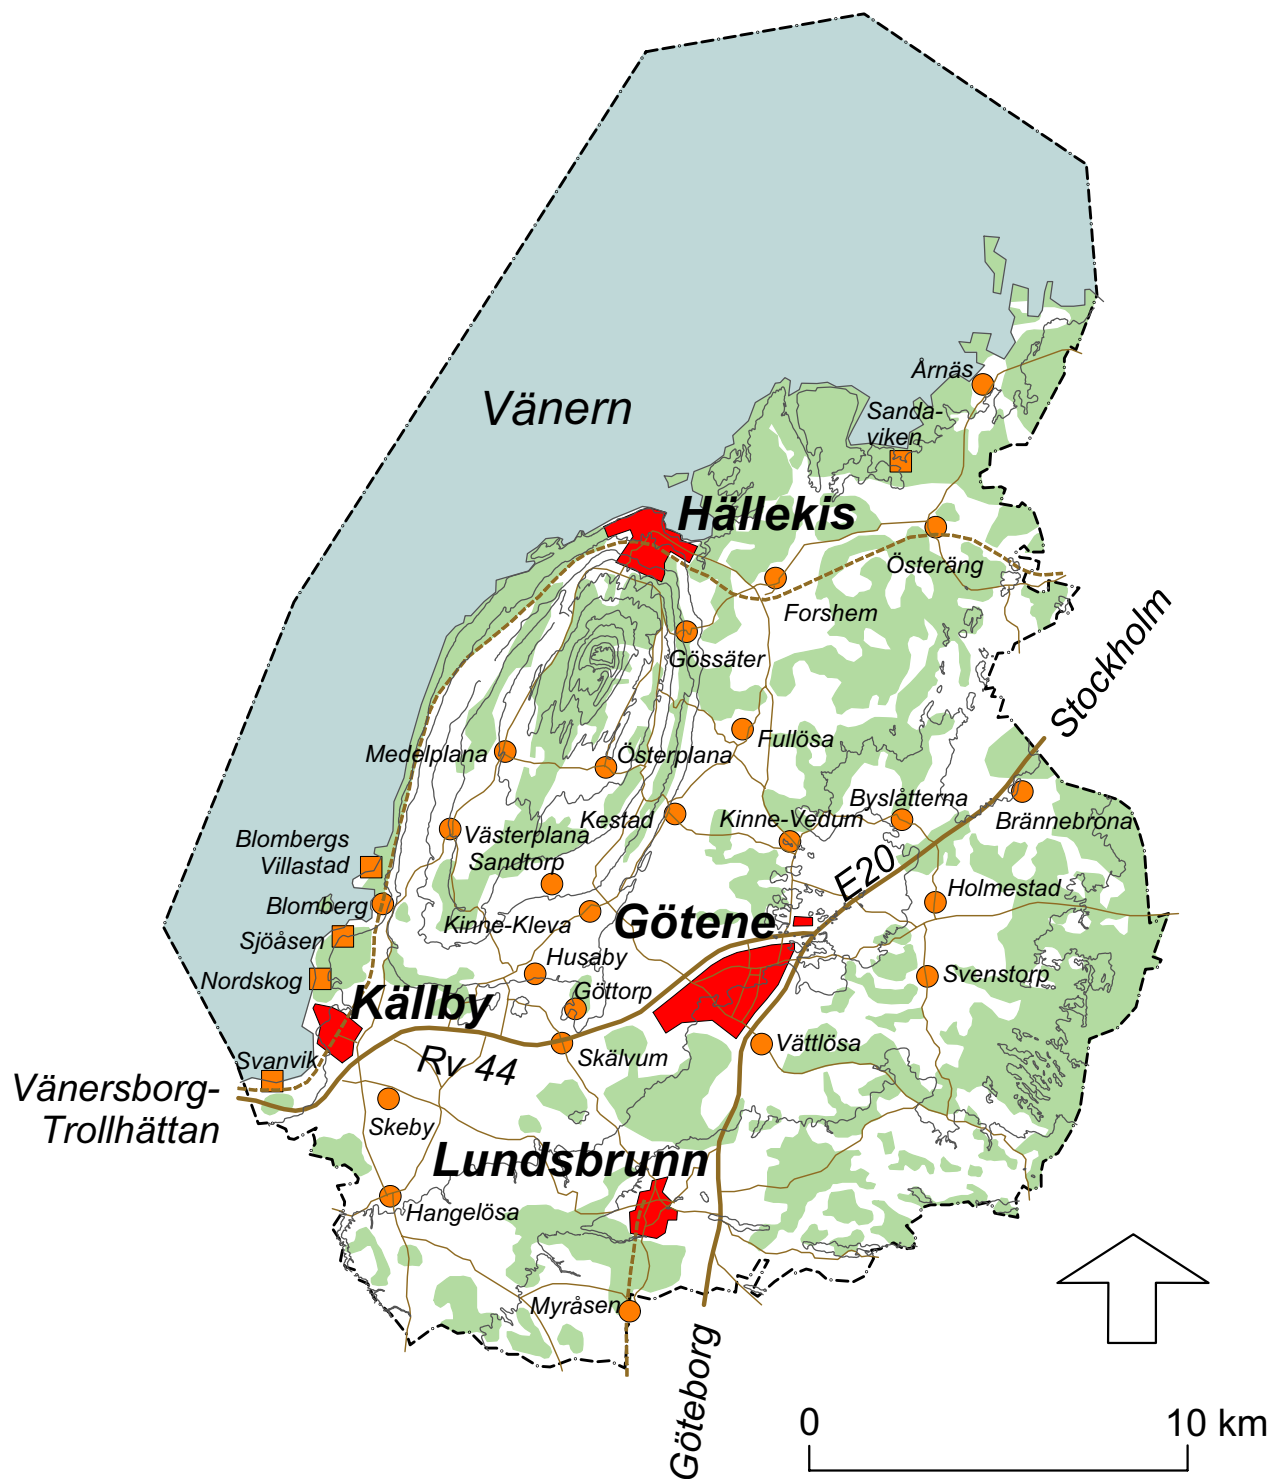 Årnäs
Vänern
Sanda-
viken
Hällekis
Österäng
Forshem
Stockholm
Gössäter
Fullösa
Medelplana
Österplana
Byslåtterna
Kestad
Kinne-Vedum
Brännebrona
Västerplana
Blombergs
Villastad
Sandtorp
E20
Holmestad
Blomberg
Kinne-Kleva
Götene
Sjöåsen
Husaby
Nordskog
Källby
Göttorp
Svenstorp
Svanvik
Rv 44
Skälvum
Vättlösa
Vänersborg-
Trollhättan
Skeby
Lundsbrunn
Hangelösa
Myråsen
Göteborg
0
10 km